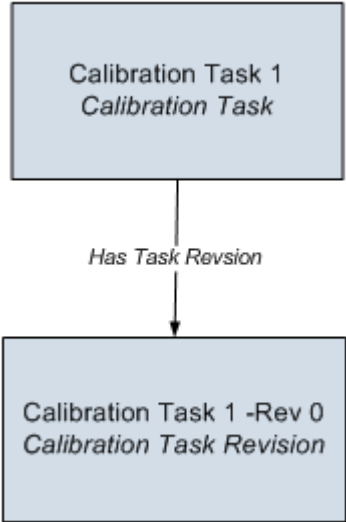 Calibration Task 1
Calibration Task
Has Task Revsion
Calibration Task 1 -Rev 0
Calibration Task Revision